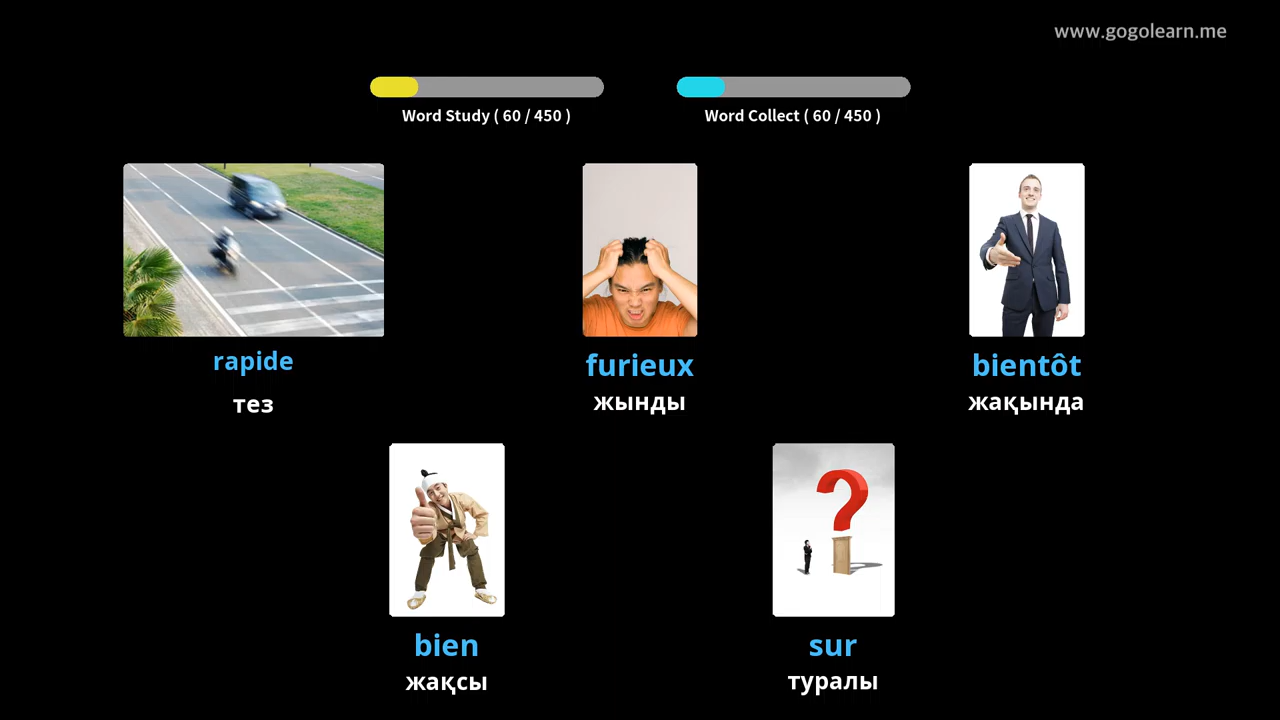 www.gogolearn.me
Word Study ( 60 / 450 )
Word Collect ( 60 / 450 )
rapide
тез
furieux
жынды
bientôt
жақында
bien
жақсы
sur
туралы